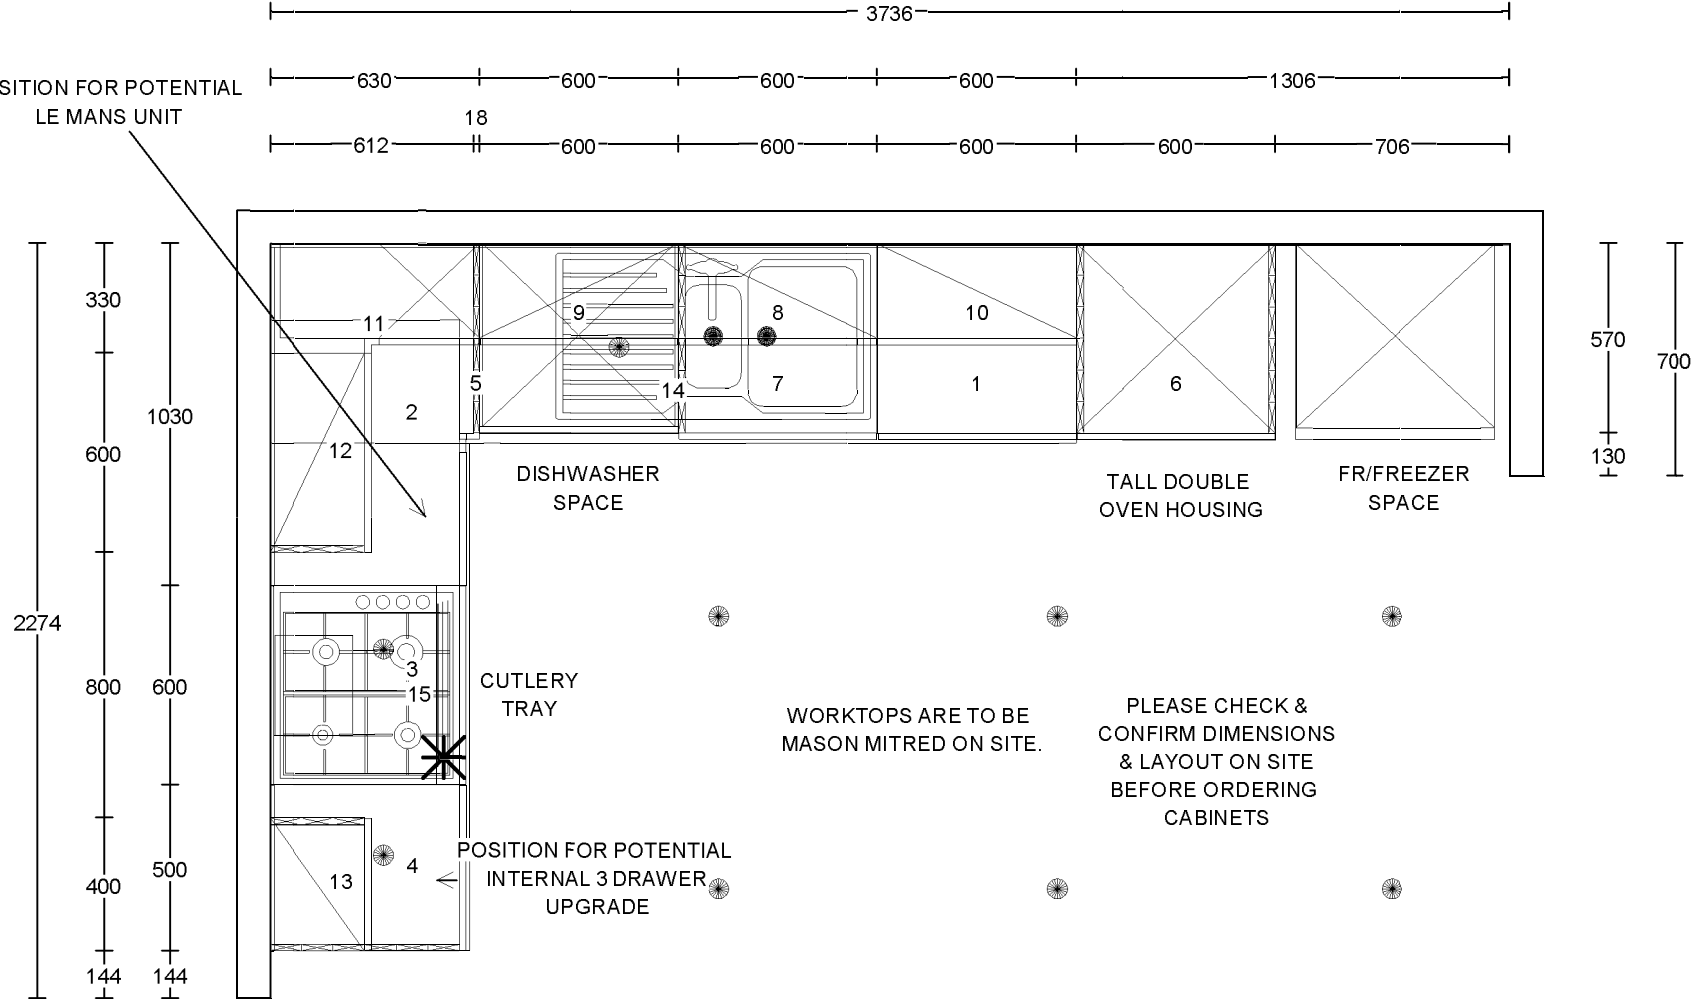 3736
630 600 600 600 1306
SITION FOR POTENTIAL
LE MANS UNIT
18
612 600 600 600 600 706
330
600
800
400
144
1030
600
500
144
2274
570
130
700
11
9
8
10
5
14
7
1
6
2
12
DISHWASHER
SPACE
TALL DOUBLE
OVEN HOUSING
FR/FREEZER
SPACE
3
15
CUTLERY
TRAY
WORKTOPS ARE TO BE
MASON MITRED ON SITE.
PLEASE CHECK &
CONFIRM DIMENSIONS
& LAYOUT ON SITE
BEFORE ORDERING
CABINETS
13
4
POSITION FOR POTENTIAL
INTERNAL 3 DRAWER
UPGRADE